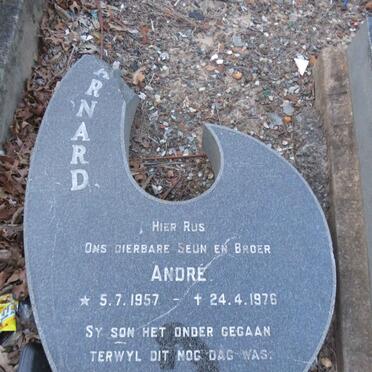 ARNARD
HIER RUS
ONS DIERBARE SEUN EN BROER
ANDRÉ.
* 5.7.1957 - † 24.4.1976
SY SON HET ONDER GEGAAN
TERWYL DIT NOG DAG WAS.